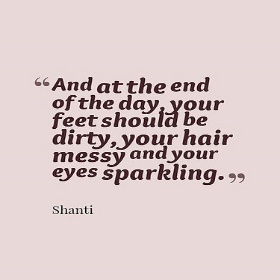 “And at the end
of the day, your
feet should be
dirty, your hair
messy and your
eyes sparkling.”
Shanti